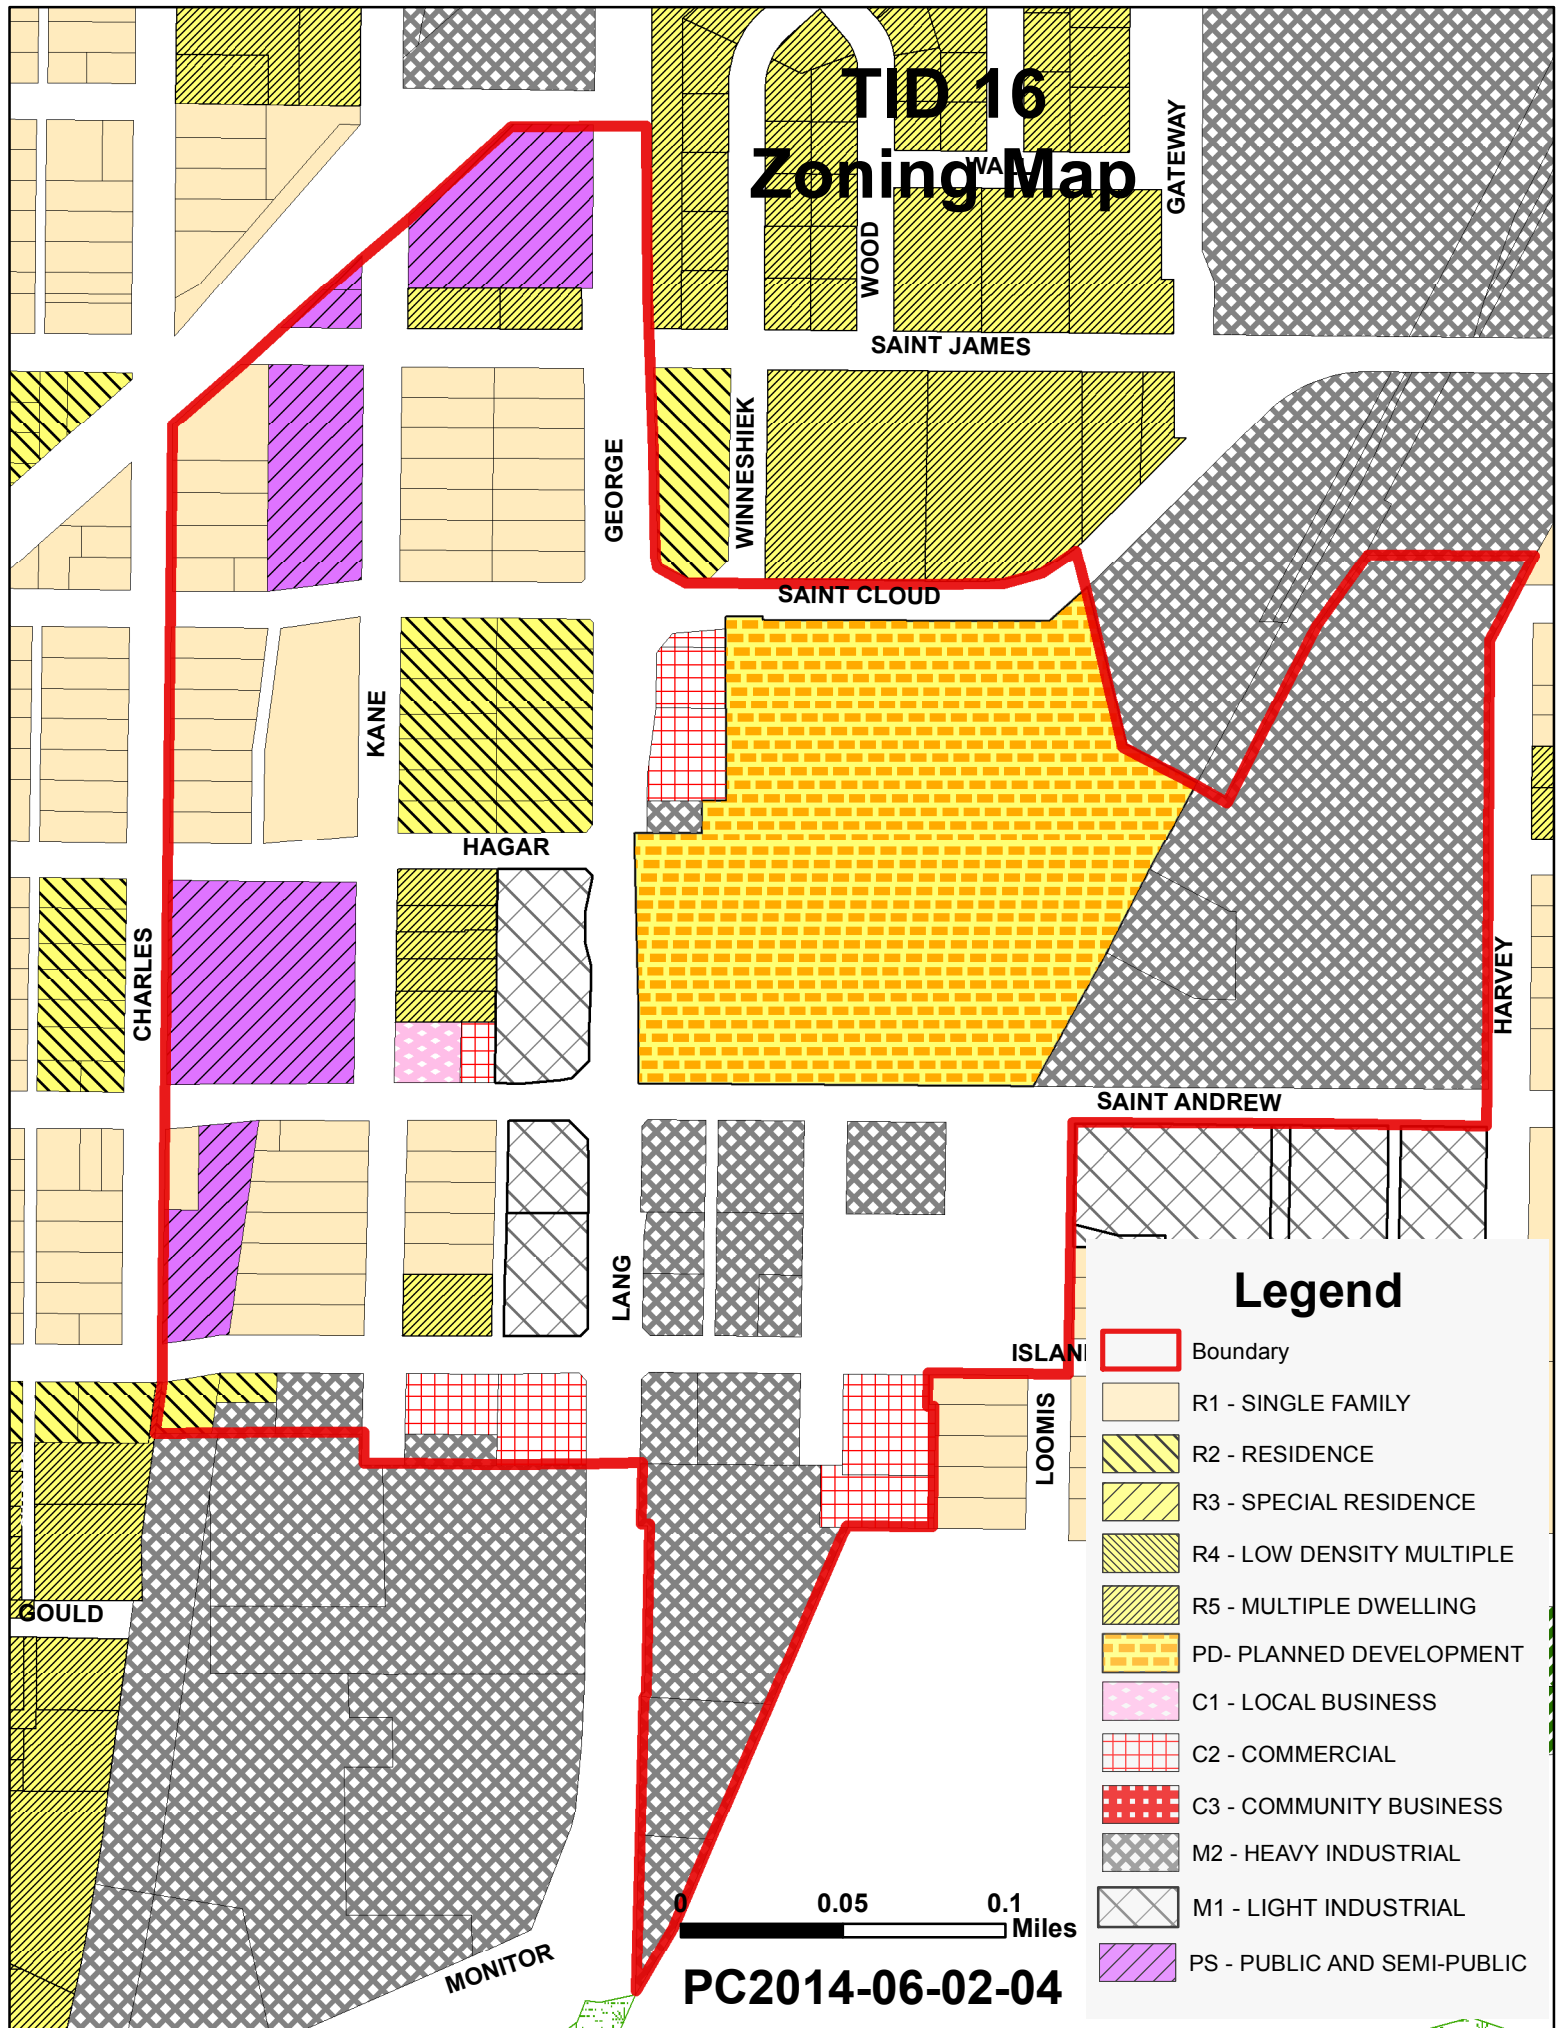 TID 16
Zoning Map
GATEWAY
WOOD
SAINT JAMES
WINNESHIEK
GEORGE
SAINT CLOUD
KANE
HAGAR
CHARLES
HARVEY
SAINT ANDREW
LANG
ISLAN
LOOMIS
GOULD
MONITOR
Legend
Boundary
R1 - SINGLE FAMILY
R2 - RESIDENCE
R3 - SPECIAL RESIDENCE
R4 - LOW DENSITY MULTIPLE
R5 - MULTIPLE DWELLING
PD- PLANNED DEVELOPMENT
C1 - LOCAL BUSINESS
C2 - COMMERCIAL
C3 - COMMUNITY BUSINESS
M2 - HEAVY INDUSTRIAL
M1 - LIGHT INDUSTRIAL
PS - PUBLIC AND SEMI-PUBLIC
0 0.05 0.1
Miles
PC2014-06-02-04